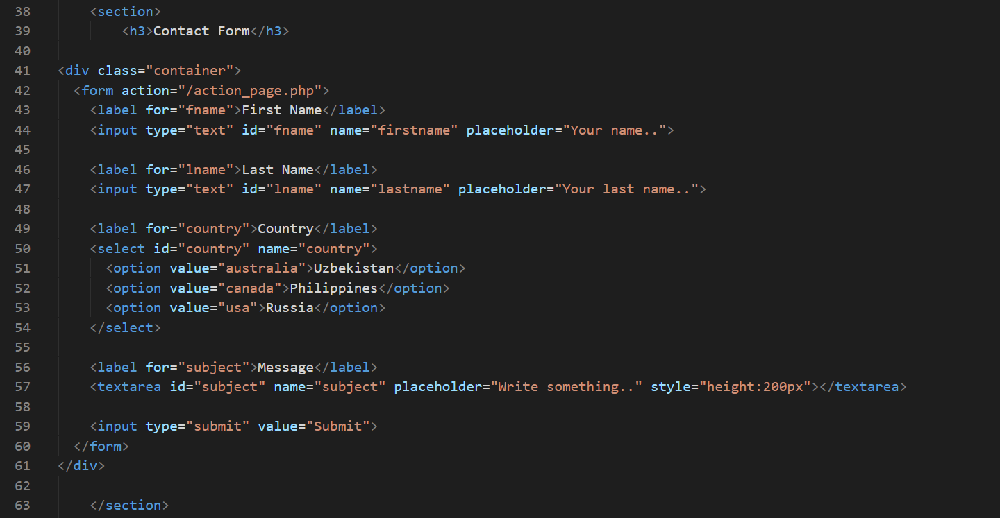 38        <section>
39            <h3>Contact Form</h3>
40
41    <div class="container">
42      <form action="/action_page.php">
43        <label for="fname">First Name</label>
44        <input type="text" id="fname" name="firstname" placeholder="Your name..">
45
46        <label for="lname">Last Name</label>
47        <input type="text" id="lname" name="lastname" placeholder="Your last name..">
48
49        <label for="country">Country</label>
50        <select id="country" name="country">
51          <option value="australia">Uzbekistan</option>
52          <option value="canada">Philippines</option>
53          <option value="usa">Russia</option>
54        </select>
55
56        <label for="subject">Message</label>
57        <textarea id="subject" name="subject" placeholder="Write something.." style="height:200px"></textarea>
58
59        <input type="submit" value="Submit">
60      </form>
61    </div>
62
63        </section>